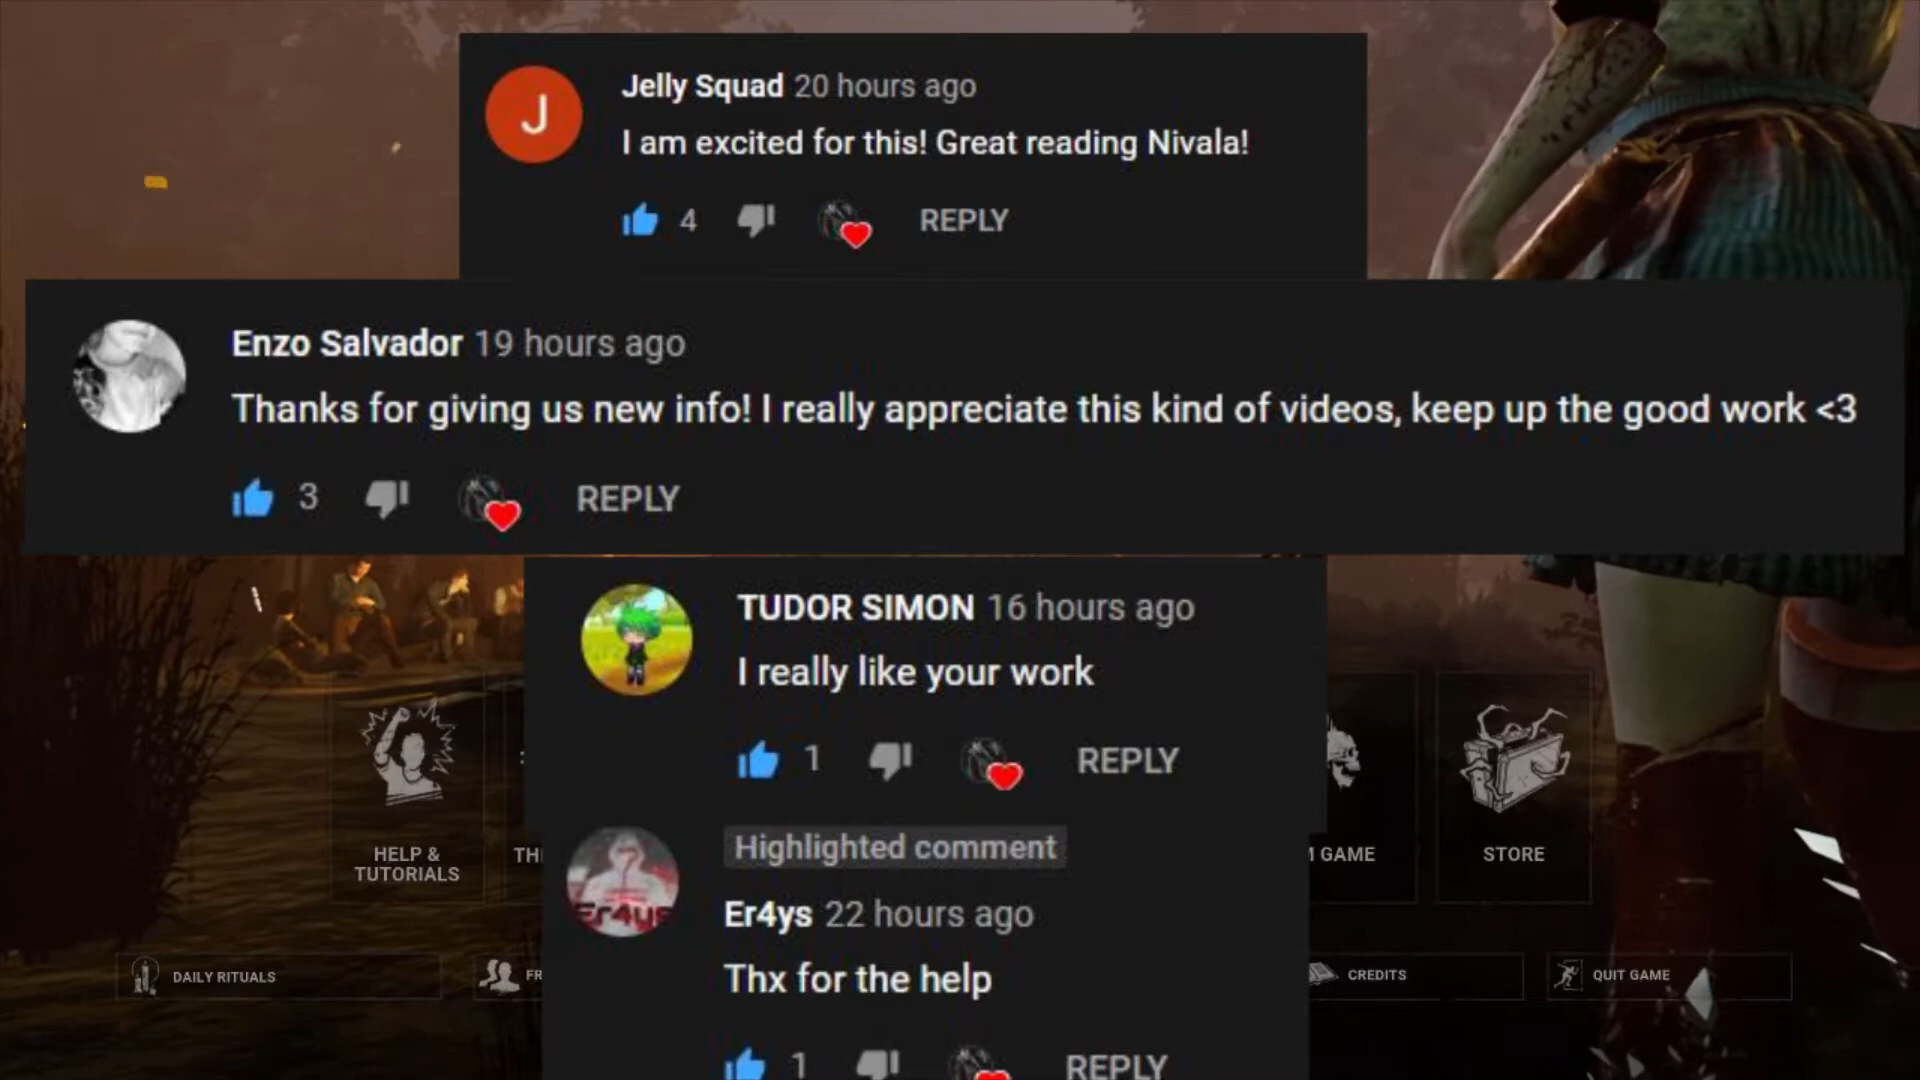 J
Jelly Squad 20 hours ago
I am excited for this! Great reading Nivala!
4 REPLY
Enzo Salvador 19 hours ago
Thanks for giving us new info! I really appreciate this kind of videos, keep up the good work <3
3 REPLY
TUDOR SIMON 16 hours ago
I really like your work
1 REPLY
Highlighted comment
Er4ys
Er4ys 22 hours ago
Thx for the help
1 REPLY
HELP &
TUTORIALS
TH
GAME
STORE
DAILY RITUALS
FR
CREDITS
QUIT GAME